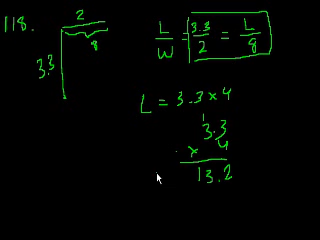 118.
2
8
3.3
L/W = 3.3/2 = L/8
L = 3.3 x 4
1
3.3
x 4
13.2